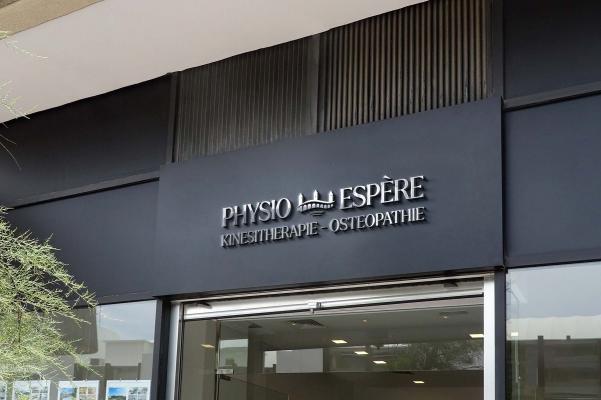 PHYSIO ESPÈRE
KINESITHERAPIE - OSTEOPATHIE